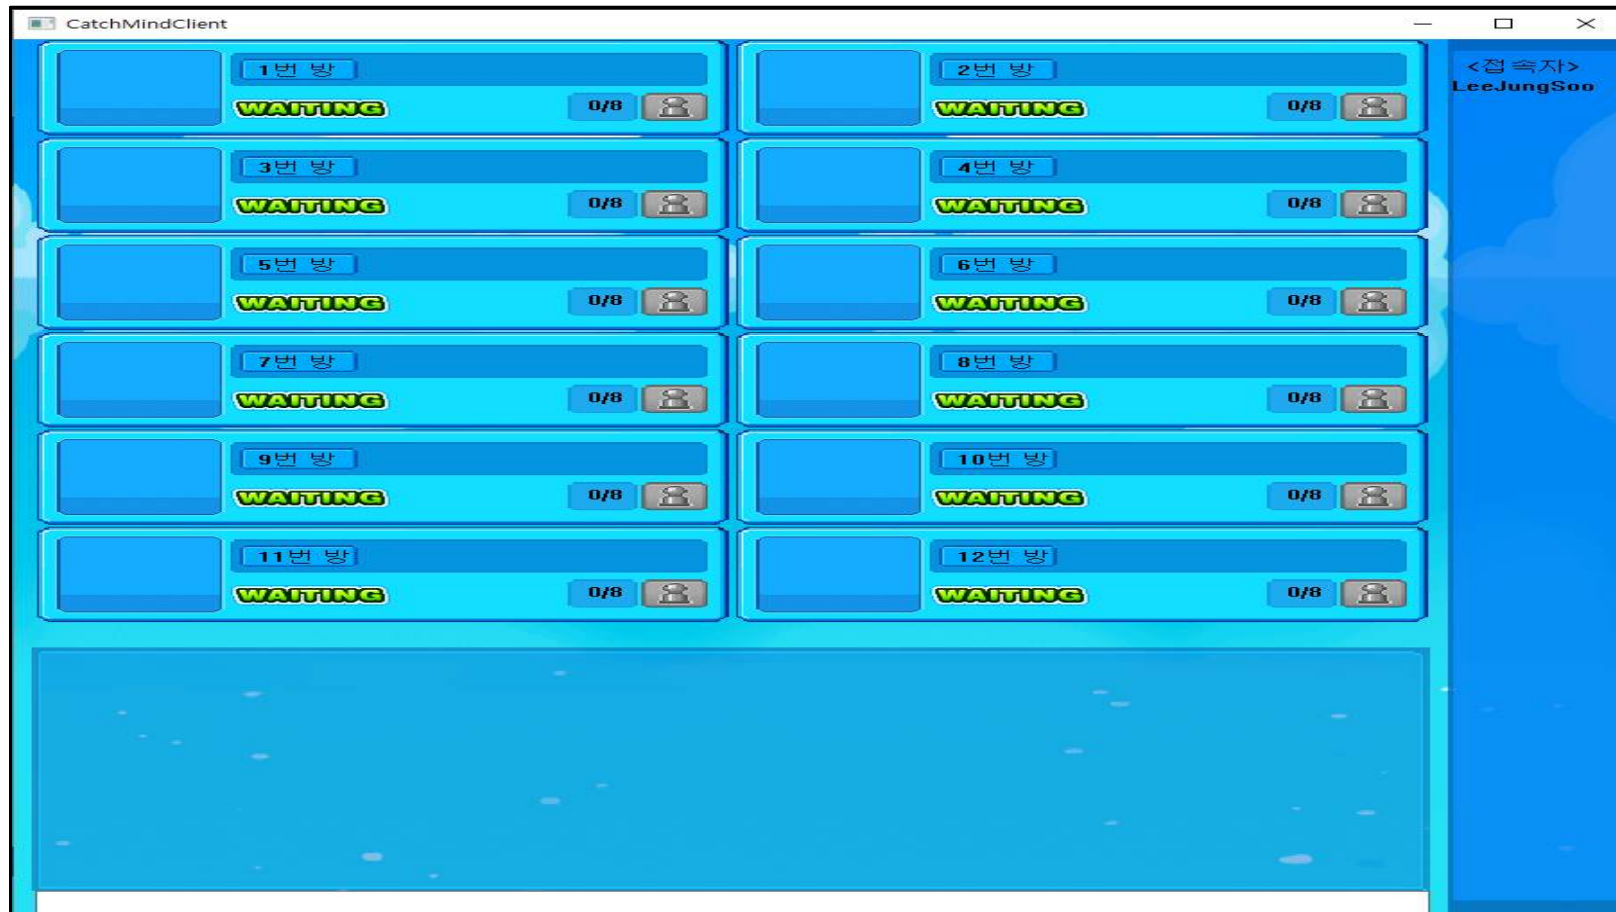 CatchMindClient
1번 방
WAITING 0/8
2번 방
WAITING 0/8
3번 방
WAITING 0/8
4번 방
WAITING 0/8
5번 방
WAITING 0/8
6번 방
WAITING 0/8
7번 방
WAITING 0/8
8번 방
WAITING 0/8
9번 방
WAITING 0/8
10번 방
WAITING 0/8
11번 방
WAITING 0/8
12번 방
WAITING 0/8
<접속자>
LeeJungSoo